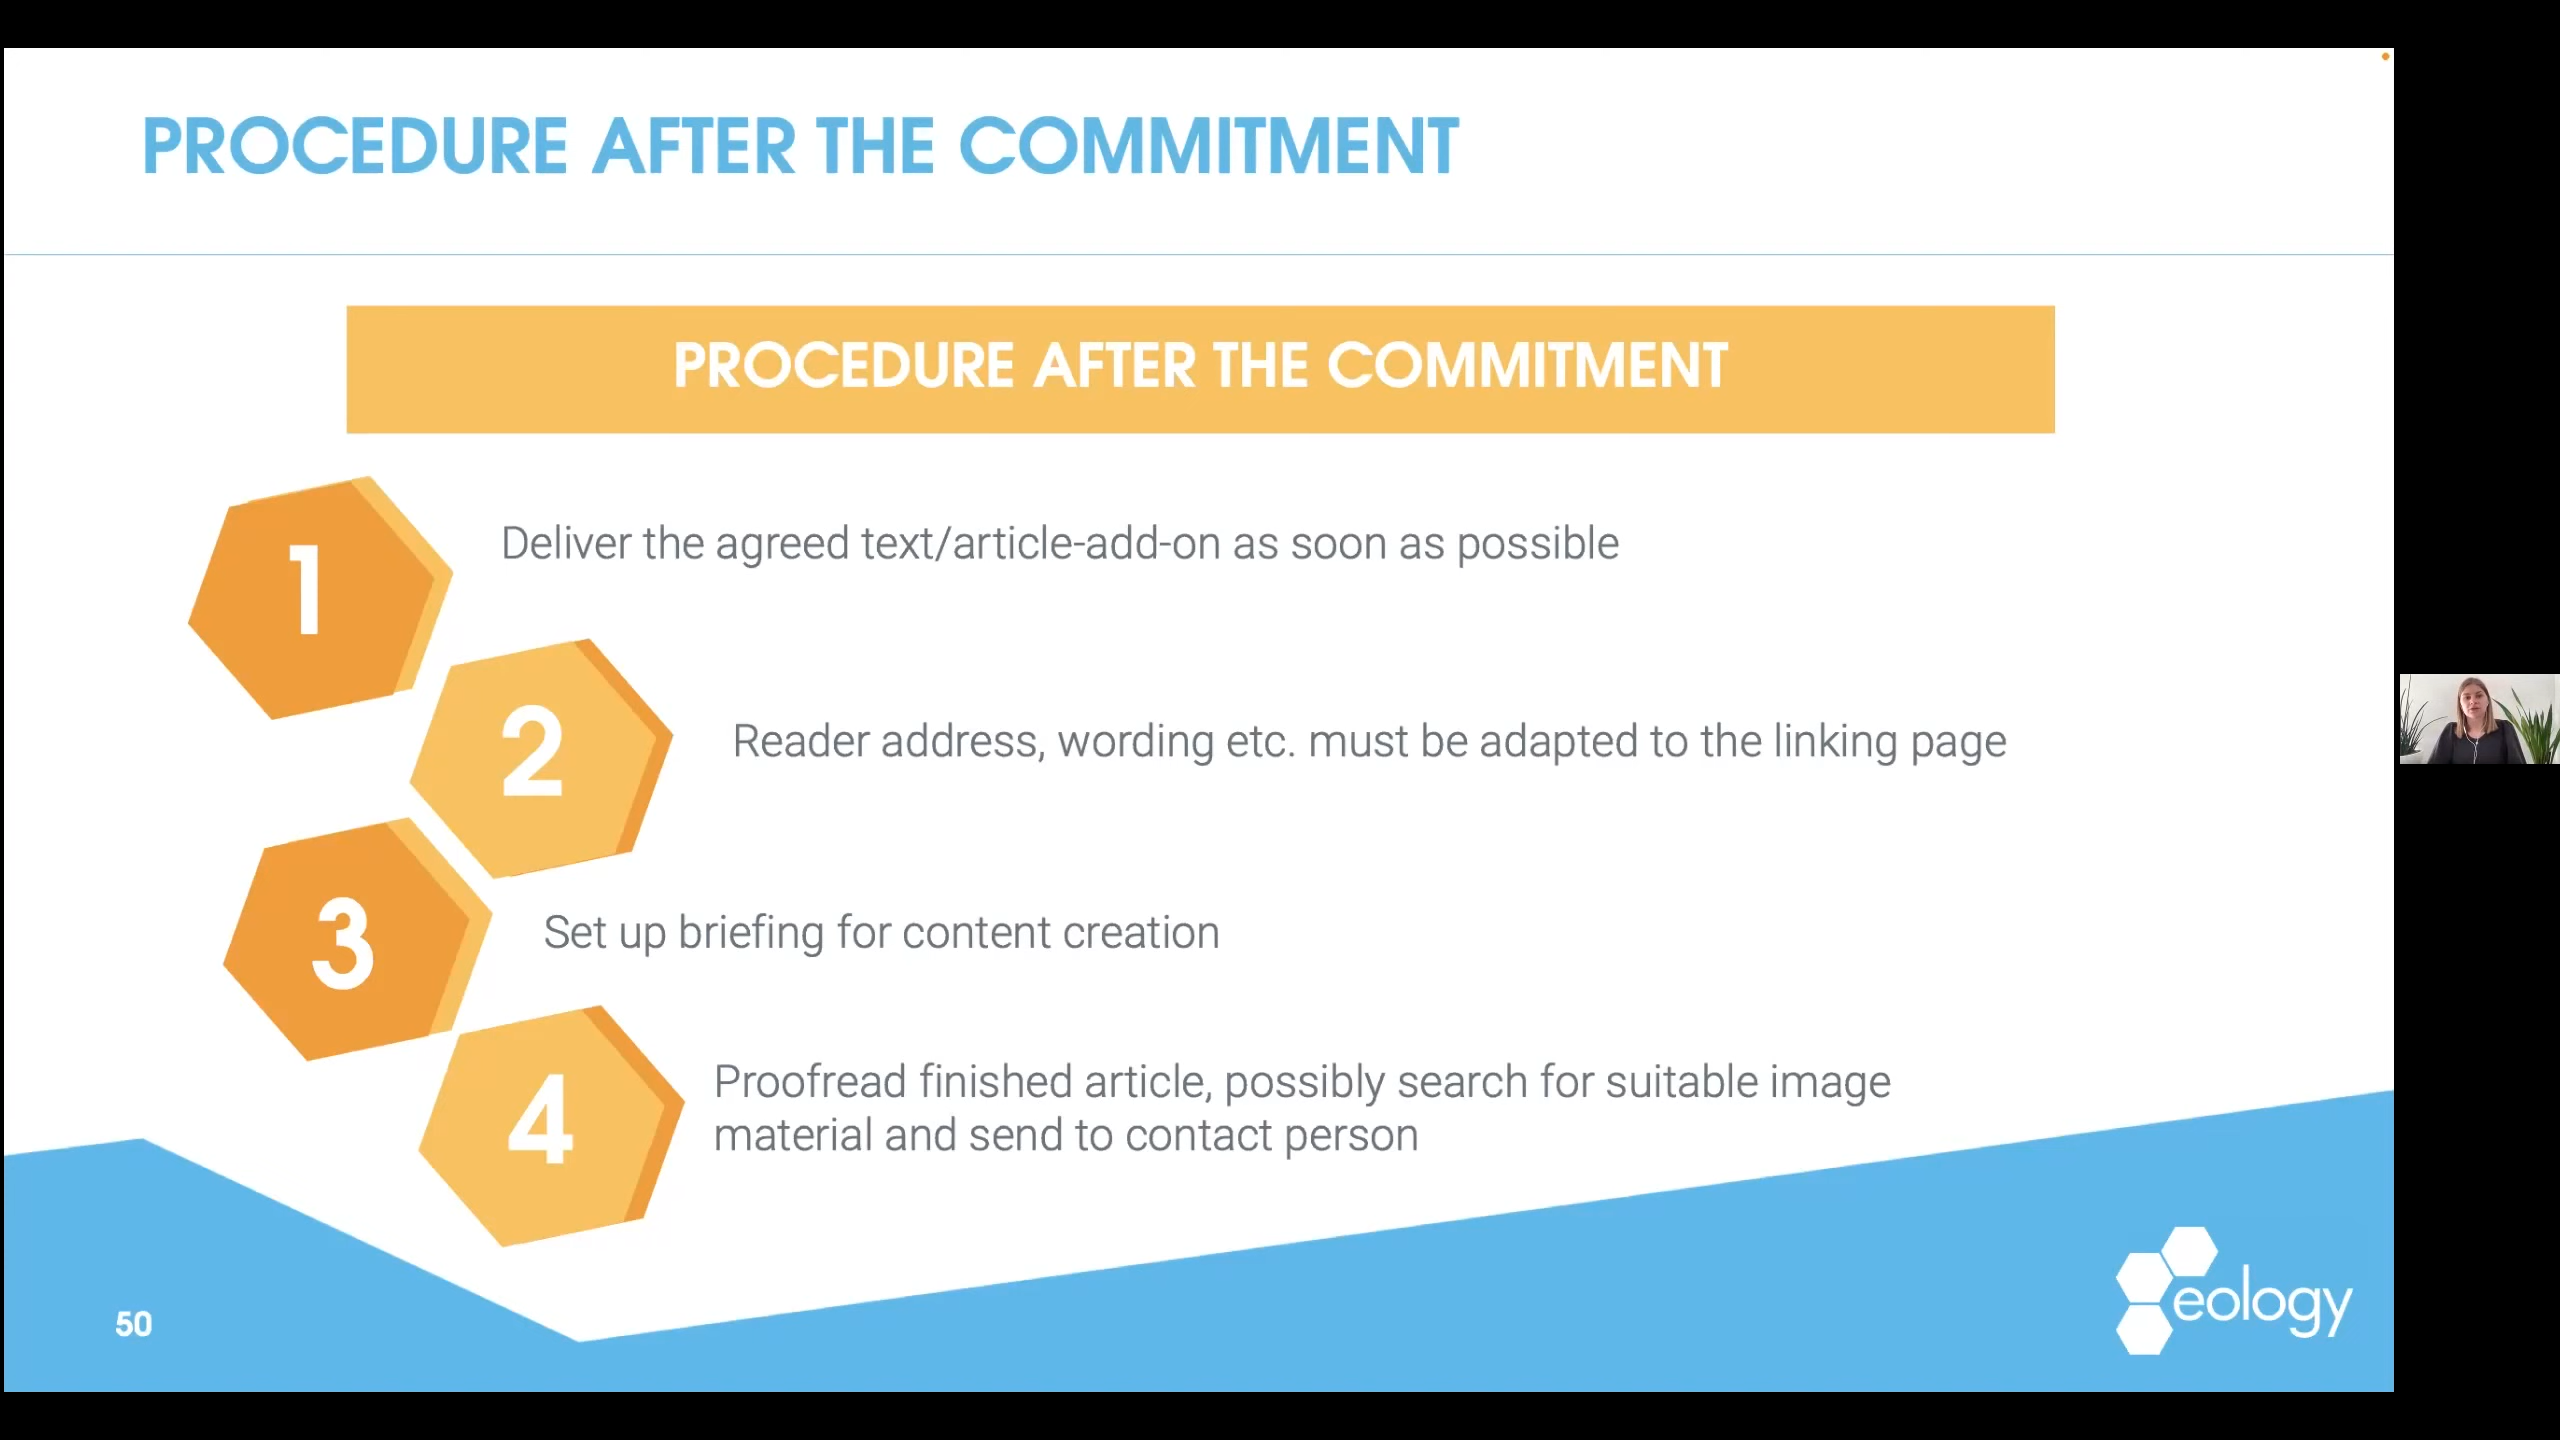 PROCEDURE AFTER THE COMMITMENT
PROCEDURE AFTER THE COMMITMENT
1
Deliver the agreed text/article-add-on as soon as possible
2
Reader address, wording etc. must be adapted to the linking page
3
Set up briefing for content creation
4
Proofread finished article, possibly search for suitable image
material and send to contact person
50
eology